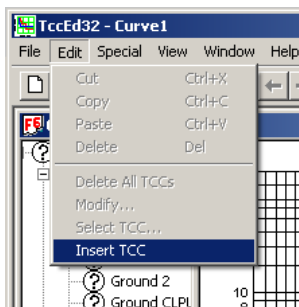 TccEd32 - Curve1
File Edit Special View Window Help
Cut Ctrl+X
Copy Ctrl+C
Paste Ctrl+V
Delete Del
Delete All TCCs
Modify...
Select TCC...
Insert TCC
Ground 2
Ground CLPU
10